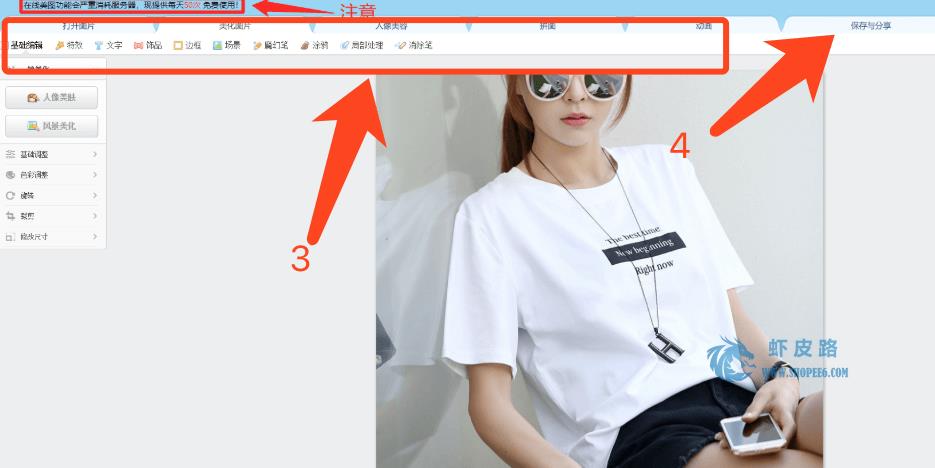 在线美图功能会严重消耗服务器，现提供每天50次 免费使用！
注意
打开图片 美化图片 人像美容 拼图 动画 保存与分享
基础编辑 特效 文字 饰品 边框 场景 魔幻笔 涂鸦 局部处理 消除笔
人像美肤
风景美化
基础调整
色彩调整
旋转
裁剪
修改尺寸
3
4
The best time
New beginning
Right now
H
虾皮路
WWW.SHOPEE6.COM